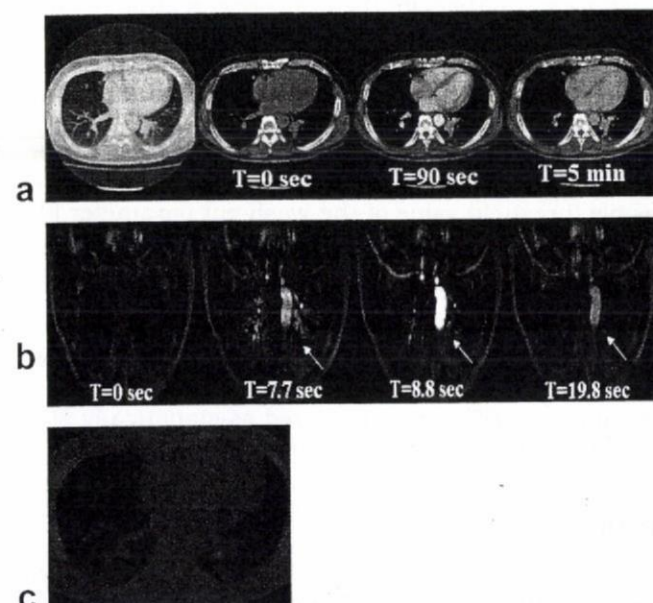 a
T=0 sec
T=90 sec
T=5 min
b
T=0 sec
T=7.7 sec
T=8.8 sec
T=19.8 sec
c